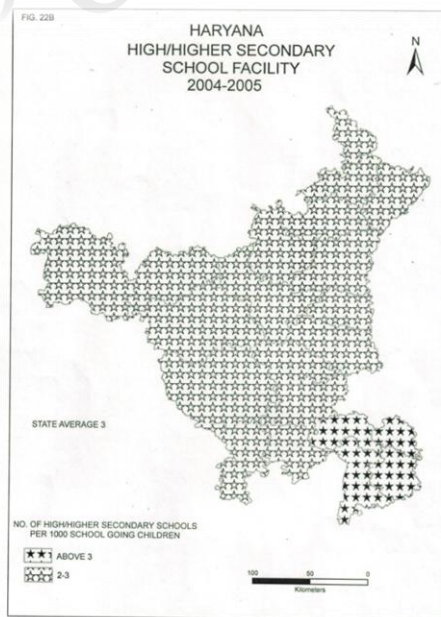 FIG. 22B
HARYANA
HIGH/HIGHER SECONDARY
SCHOOL FACILITY
2004-2005
N
STATE AVERAGE 3
NO. OF HIGH/HIGHER SECONDARY SCHOOLS
PER 1000 SCHOOL GOING CHILDREN
ABOVE 3
2-3
100 50 0
Kilometers